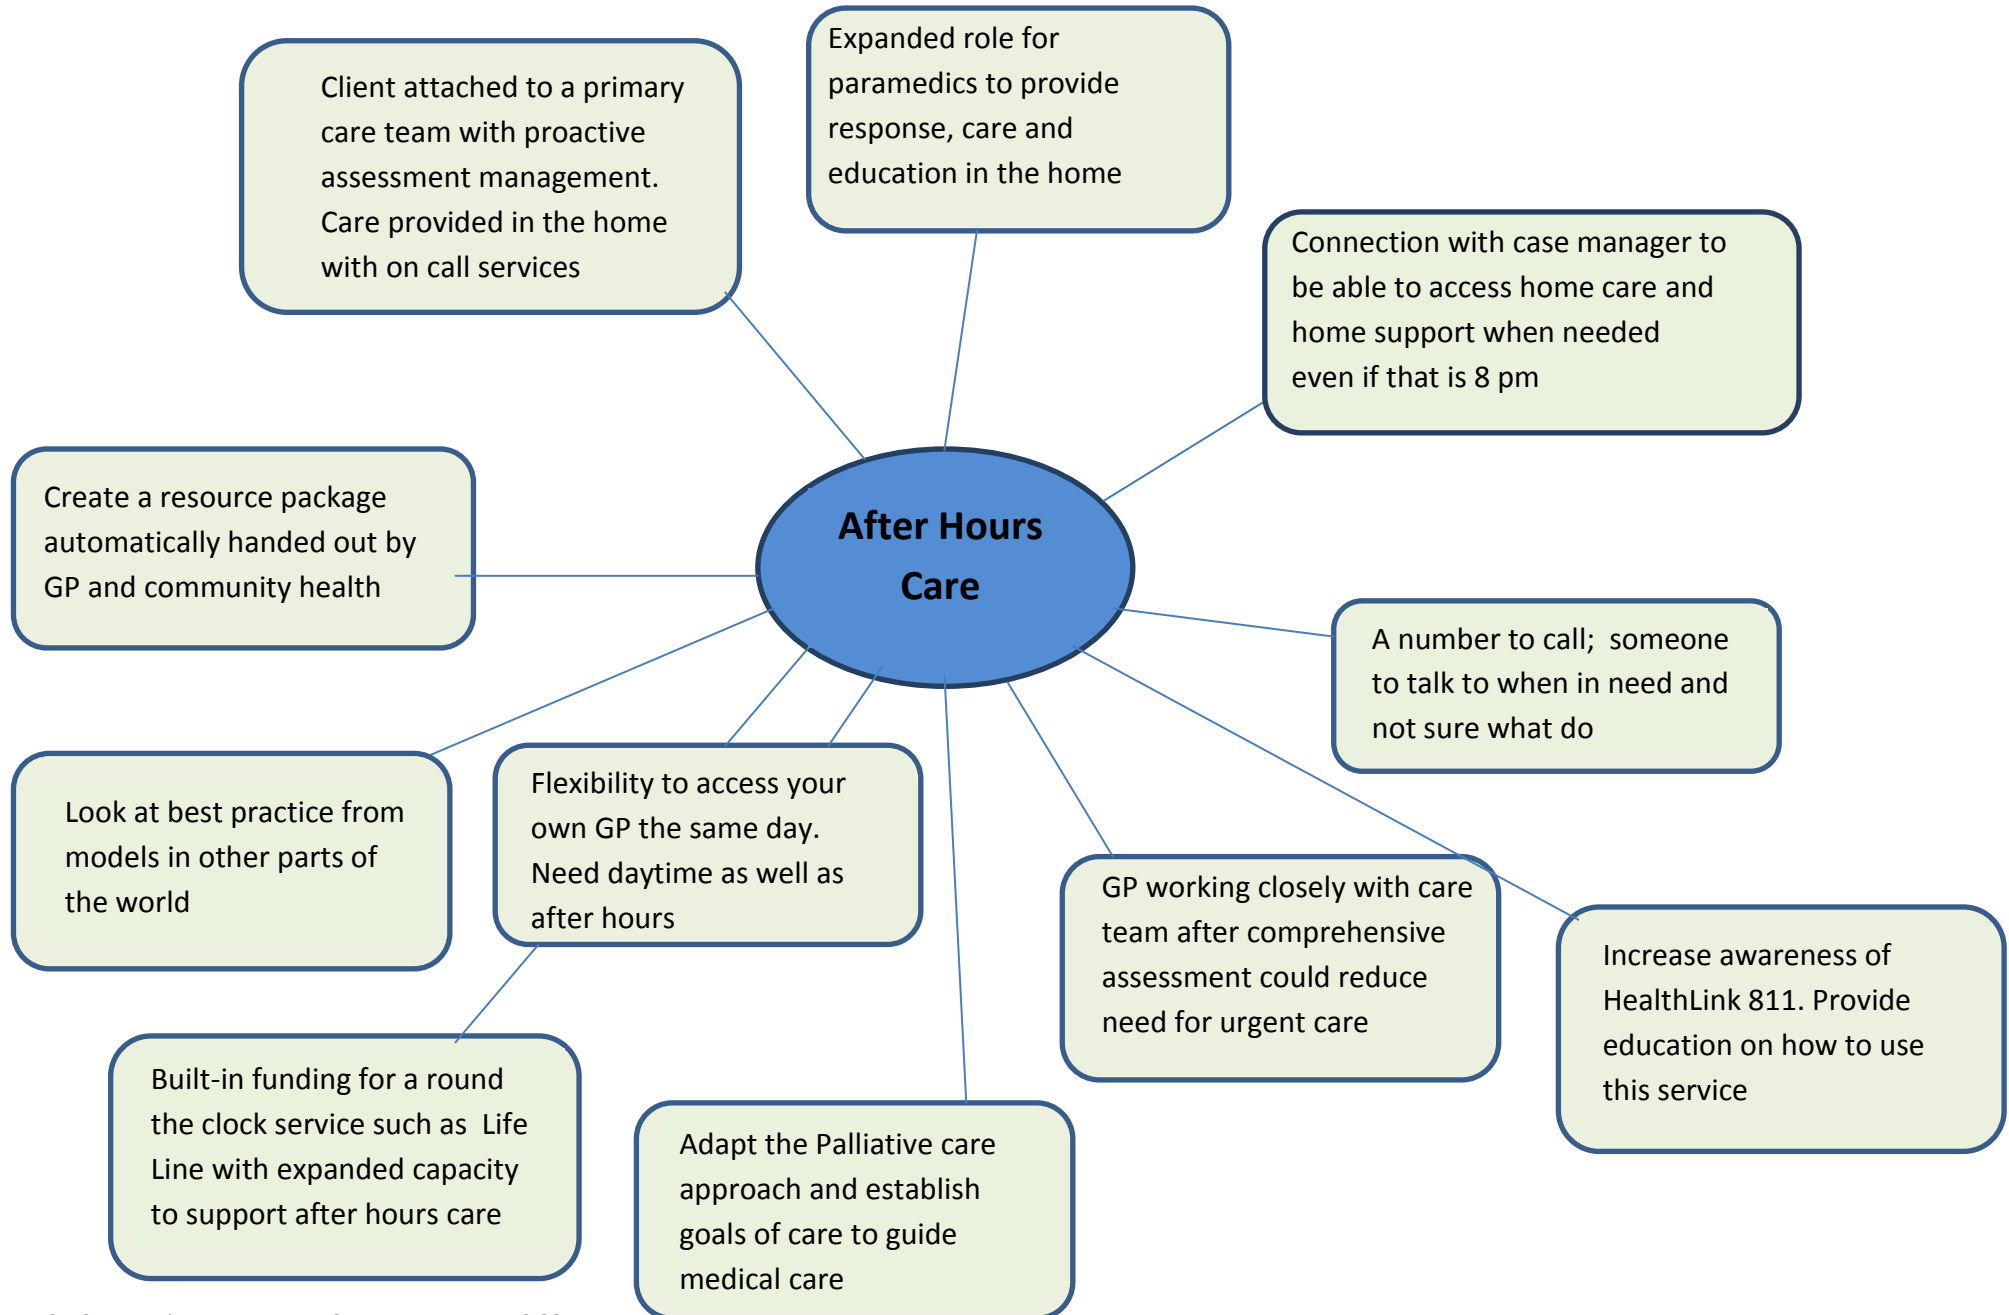 Expanded role for
paramedics to provide
response, care and
education in the home
Client attached to a primary
care team with proactive
assessment management.
Care provided in the home
with on call services
Connection with case manager to
be able to access home care and
home support when needed
even if that is 8 pm
Create a resource package
automatically handed out by
GP and community health
After Hours
Care
A number to call;  someone
to talk to when in need and
not sure what do
Look at best practice from
models in other parts of
the world
Flexibility to access your
own GP the same day.
Need daytime as well as
after hours
GP working closely with care
team after comprehensive
assessment could reduce
need for urgent care
Increase awareness of
HealthLink 811. Provide
education on how to use
this service
Built-in funding for a round
the clock service such as  Life
Line with expanded capacity
to support after hours care
Adapt the Palliative care
approach and establish
goals of care to guide
medical care